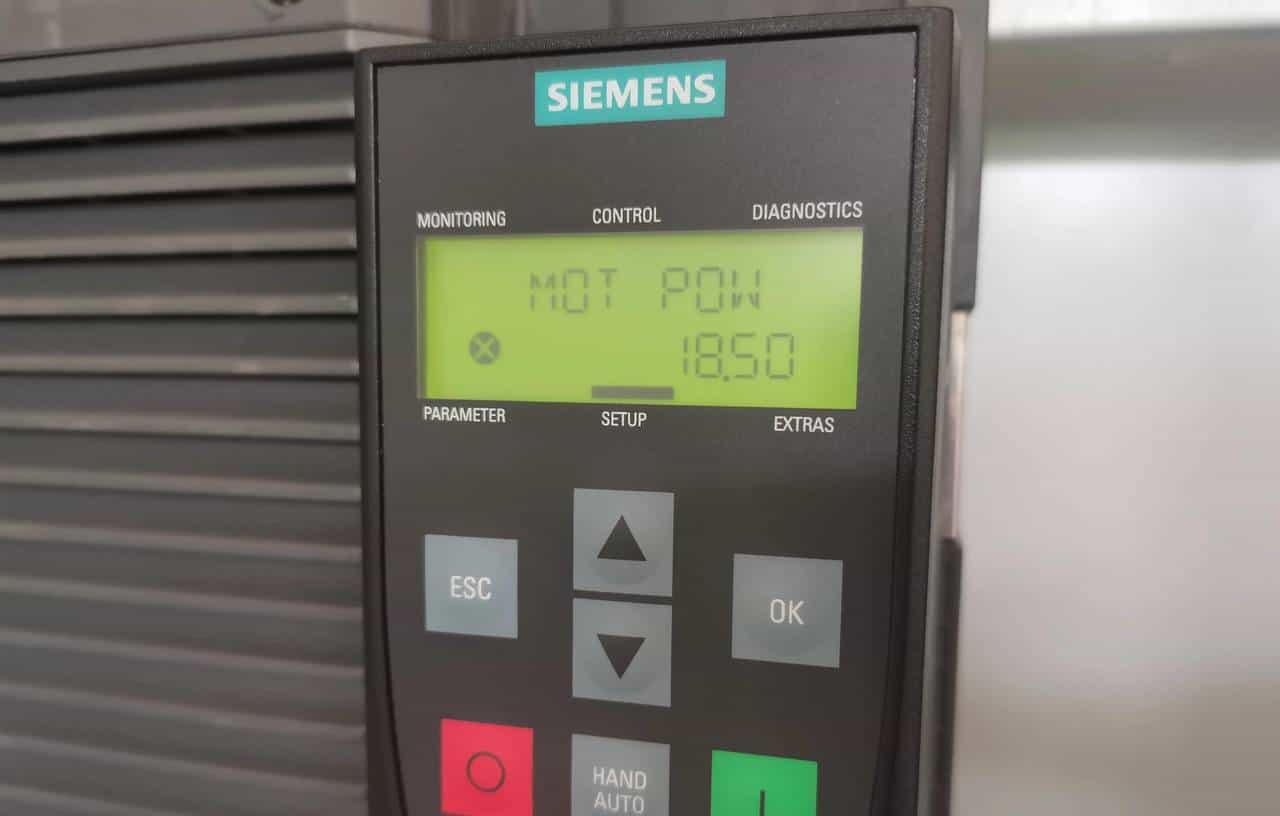 SIEMENS
MONITORING CONTROL DIAGNOSTICS
MOT POW
18.50
PARAMETER SETUP EXTRAS
ESC
OK
HAND
AUTO